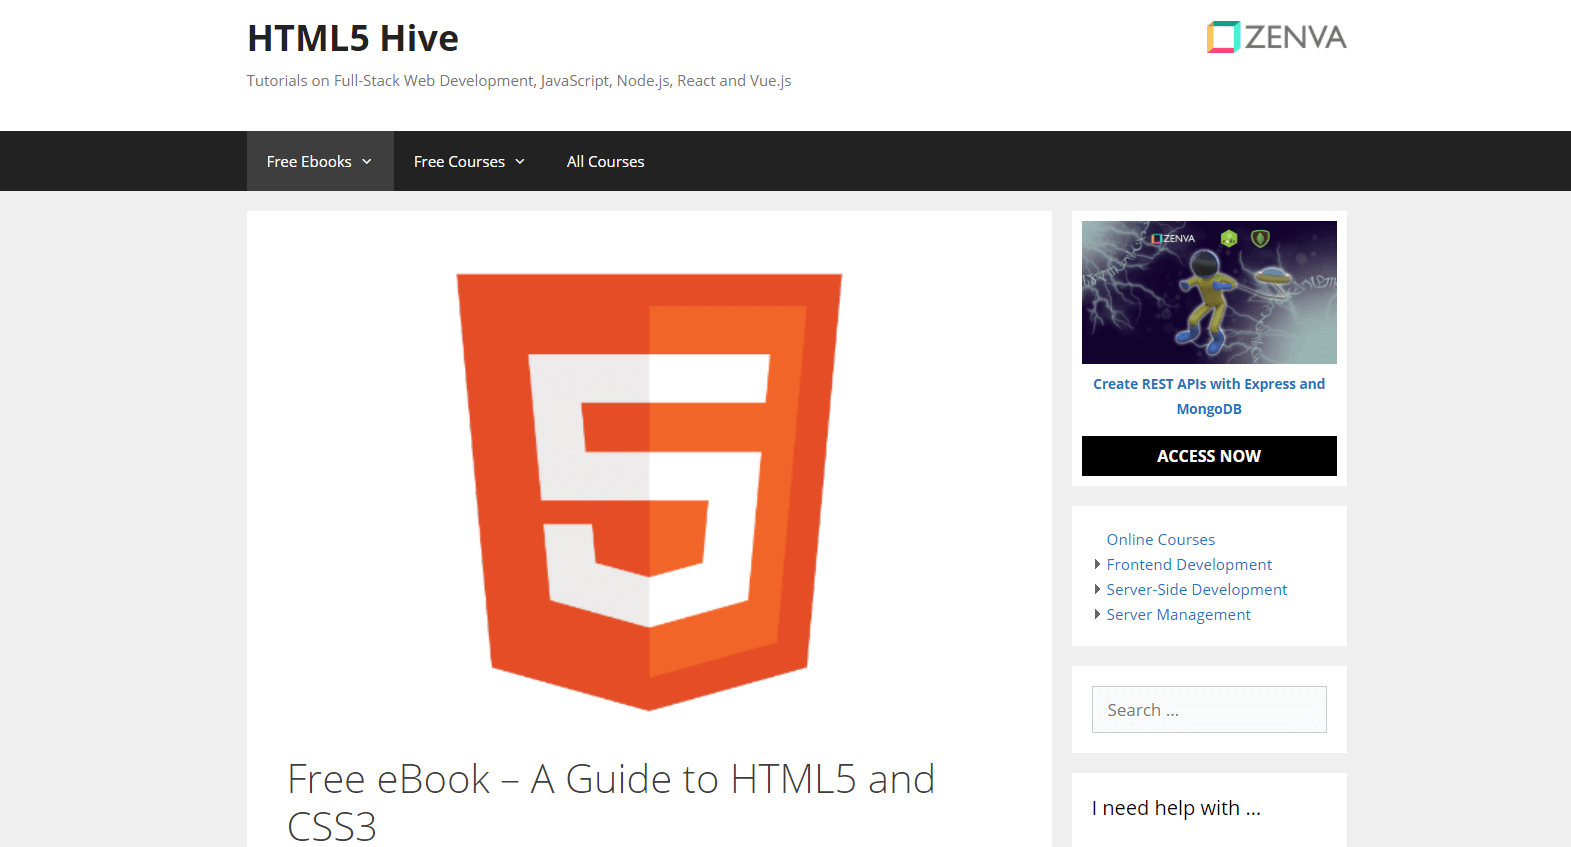 HTML5 Hive
ZENVA
Tutorials on Full-Stack Web Development, JavaScript, Node.js, React and Vue.js
Free Ebooks
Free Courses
All Courses
ZENVA
Create REST APIs with Express and
MongoDB
ACCESS NOW
Online Courses
Frontend Development
Server-Side Development
Server Management
Search ...
I need help with ...
5
Free eBook – A Guide to HTML5 and
CSS3